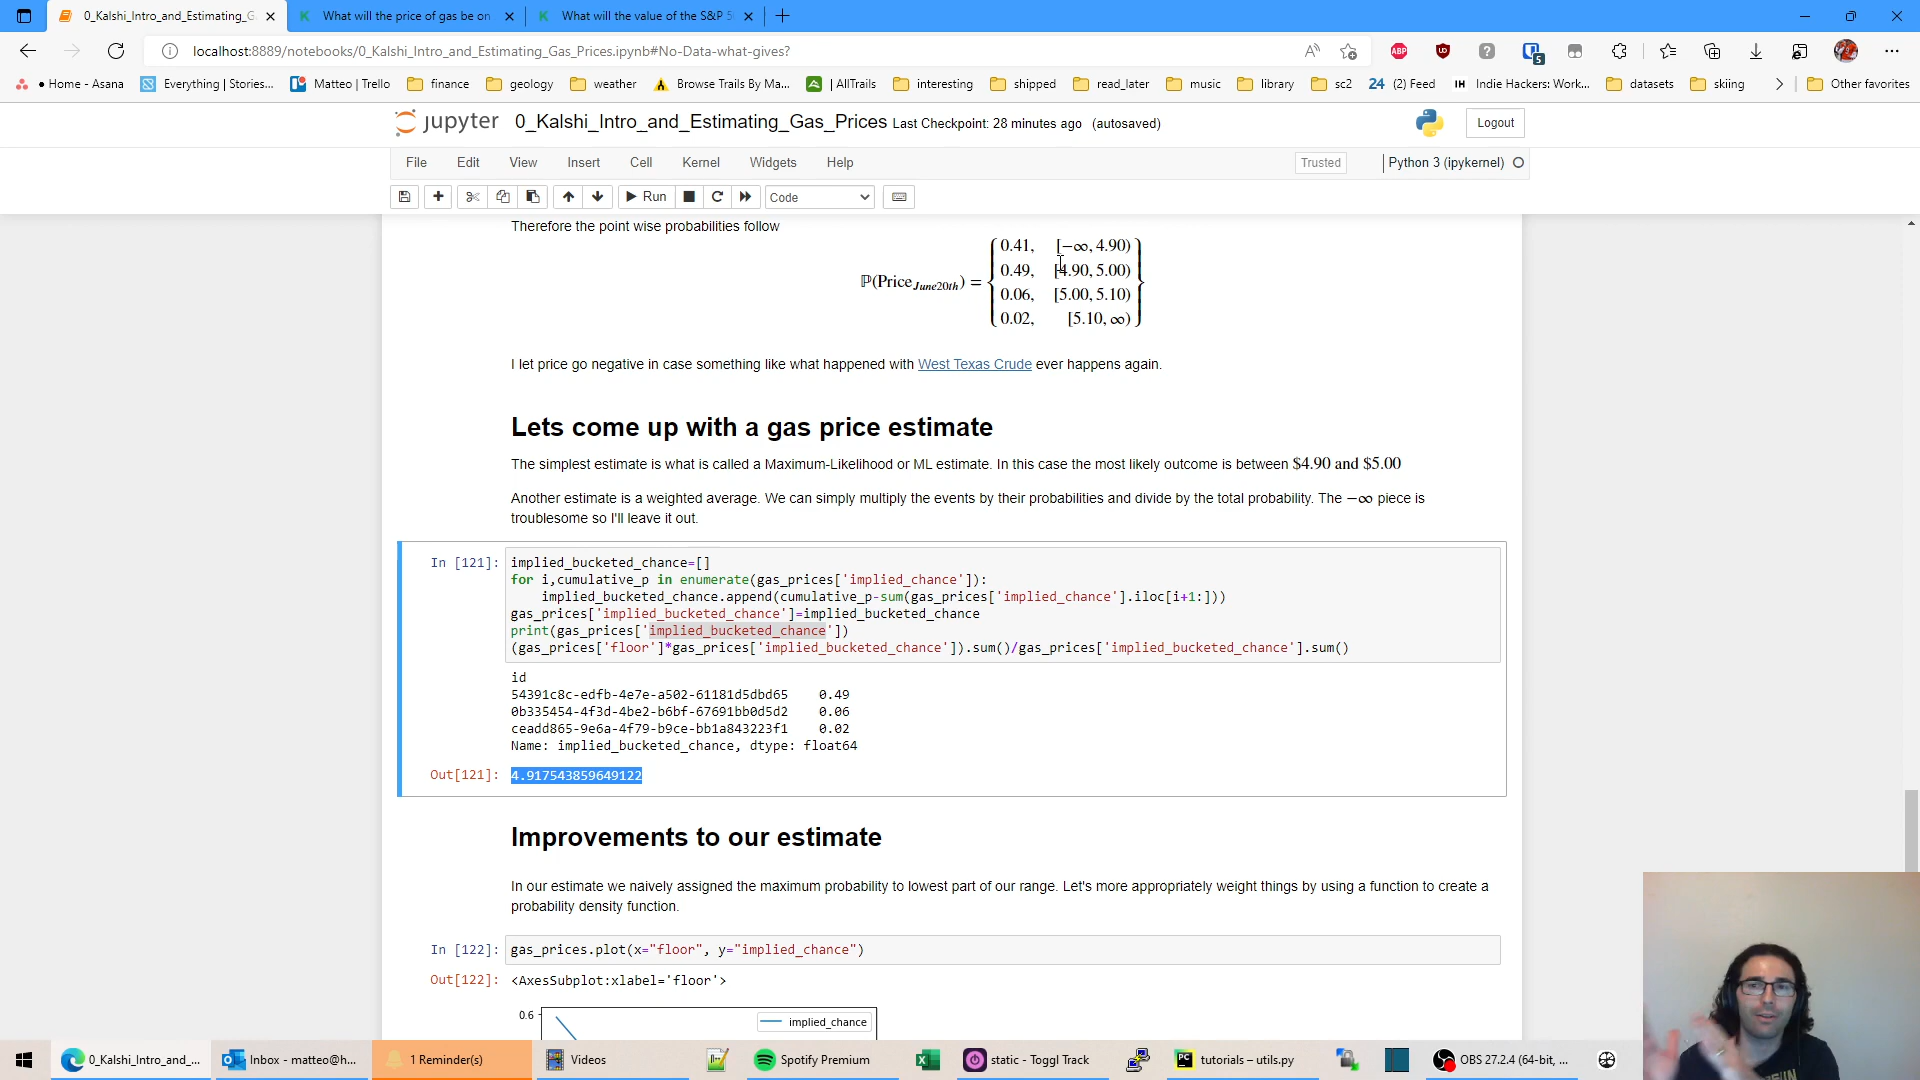 0_Kalshi_Intro_and_Estimating_G
What will the price of gas be on
What will the value of the S&P 5
localhost:8889/notebooks/0_Kalshi_Intro_and_Estimating_Gas_Prices.ipynb#No-Data-what-gives?
• Home - Asana
Everything | Stories...
Matteo | Trello
finance
geology
weather
Browse Trails By Ma...
| AllTrails
interesting
shipped
read_later
music
library
sc2
24 (2) Feed
IH Indie Hackers: Work...
datasets
skiing
Other favorites
jupyter 0_Kalshi_Intro_and_Estimating_Gas_Prices Last Checkpoint: 28 minutes ago (autosaved)
Logout
File Edit View Insert Cell Kernel Widgets Help
Trusted
Python 3 (ipykernel)
Run
Code
Therefore the point wise probabilities follow
0.41, [−∞, 4.90)
0.49, [4.90, 5.00)
ℙ(Price June20th) =
0.06, [5.00, 5.10)
0.02, [5.10, ∞)
I let price go negative in case something like what happened with West Texas Crude ever happens again.
Lets come up with a gas price estimate
The simplest estimate is what is called a Maximum-Likelihood or ML estimate. In this case the most likely outcome is between $4.90 and $5.00
Another estimate is a weighted average. We can simply multiply the events by their probabilities and divide by the total probability. The −∞ piece is
troublesome so I'll leave it out.
In [121]: implied_bucketed_chance=[]
for i,cumulative_p in enumerate(gas_prices['implied_chance']):
implied_bucketed_chance.append(cumulative_p-sum(gas_prices['implied_chance'].iloc[i+1:]))
gas_prices['implied_bucketed_chance']=implied_bucketed_chance
print(gas_prices['implied_bucketed_chance'])
(gas_prices['floor']*gas_prices['implied_bucketed_chance']).sum()/gas_prices['implied_bucketed_chance'].sum()
id
54391c8c-edfb-4e7e-a502-61181d5dbd65 0.49
0b335454-4f3d-4be2-b6bf-67691bb0d5d2 0.06
ceadd865-9e6a-4f79-b9ce-bb1a843223f1 0.02
Name: implied_bucketed_chance, dtype: float64
Out[121]: 4.917543859649122
Improvements to our estimate
In our estimate we naively assigned the maximum probability to lowest part of our range. Let's more appropriately weight things by using a function to create a
probability density function.
In [122]: gas_prices.plot(x="floor", y="implied_chance")
Out[122]: <AxesSubplot:xlabel='floor'>
0.6
implied_chance
0_Kalshi_Intro_and_...
Inbox - matteo@h...
1 Reminder(s)
Videos
Spotify Premium
static - Toggl Track
tutorials – utils.py
OBS 27.2.4 (64-bit, ...